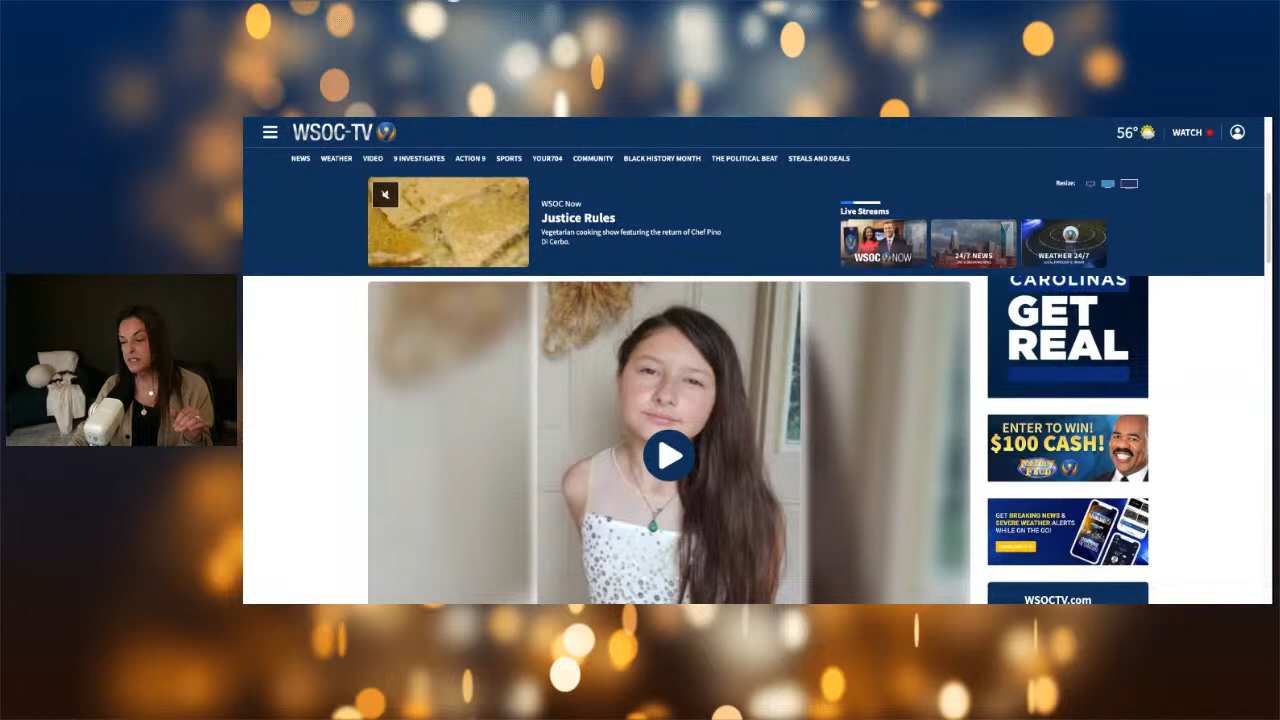 WSOC-TV 9
56°
WATCH
NEWS WEATHER VIDEO 9 INVESTIGATES ACTION 9 SPORTS YOUR704 COMMUNITY BLACK HISTORY MONTH THE POLITICAL BEAT STEALS AND DEALS
Resize:
WSOC Now
Justice Rules
Vegetarian cooking show featuring the return of Chef Pino
Di Cerbo.
Live Streams
WSOC NOW
24/7 NEWS
WEATHER 24/7
CAROLINAS
GET
REAL
ENTER TO WIN!
$100 CASH!
GET BREAKING NEWS &
SEVERE WEATHER ALERTS
WHILE ON THE GO!
WSOCTV.com